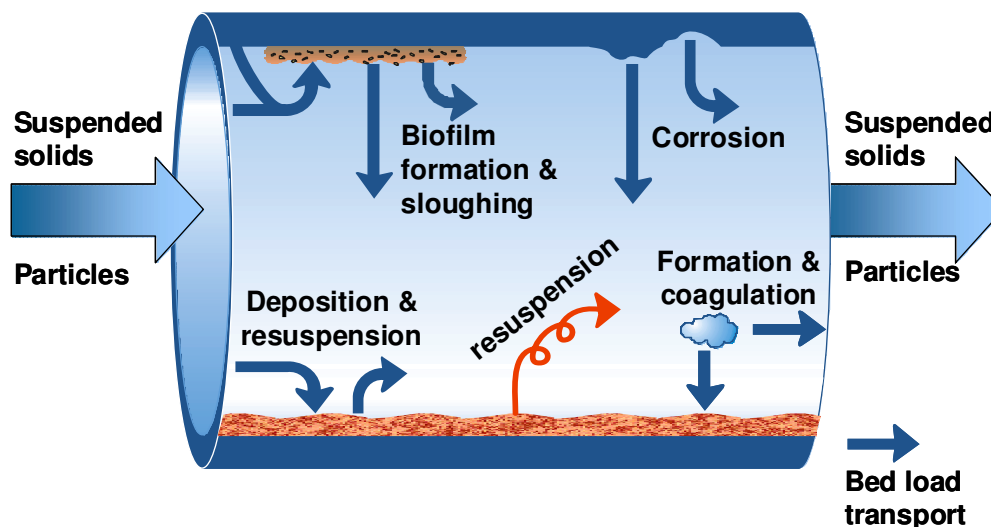 Suspended
solids
Particles
Biofilm
formation &
sloughing
Corrosion
Suspended
solids
Particles
Deposition &
resuspension
resuspension
Formation &
coagulation
Bed load
transport